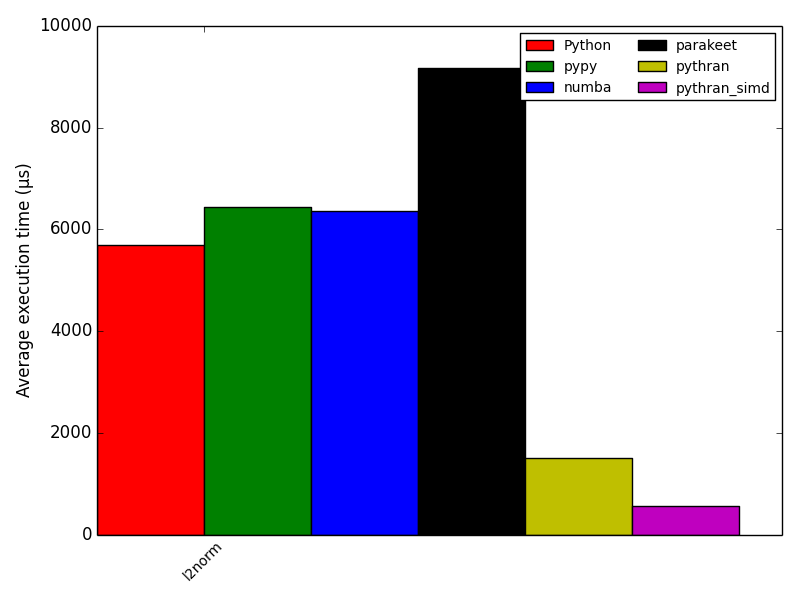 10000
8000
6000
4000
2000
0
Average execution time (μs)
l2norm
Python
pypy
numba
parakeet
pythran
pythran_simd